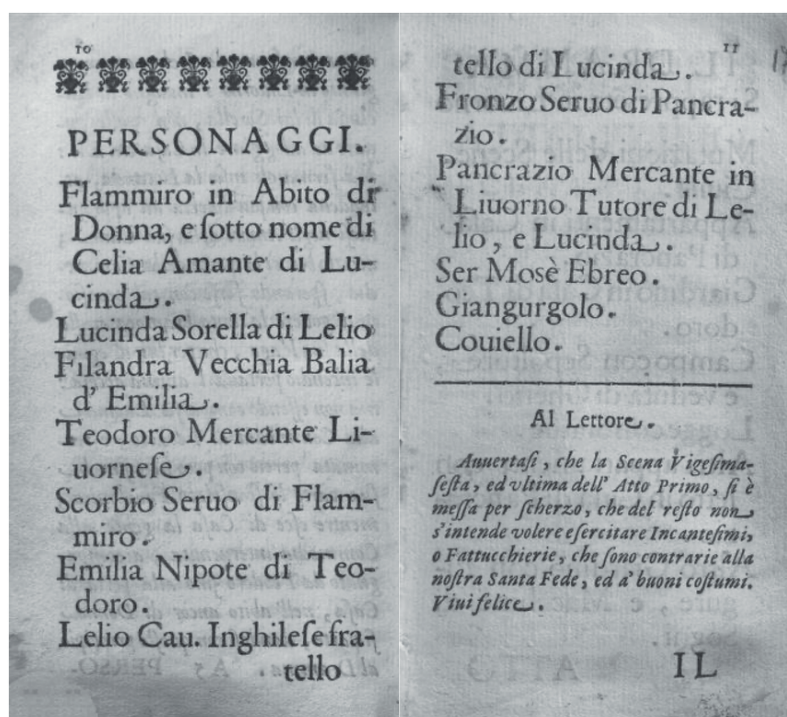 10
PERSONAGGI.
Flammiro in Abito di
Donna, e ſotto nome di
Celia Amante di Lu-
cinda.
Lucinda Sorella di Lelio
Filandra Vecchia Balia
d' Emilia.
Teodoro Mercante Li-
uorneſe.
Scorbio Seruo di Flam-
miro.
Emilia Nipote di Teo-
doro.
Lelio Cau. Inghileſe fra-
tello
11
tello di Lucinda.
Fronzo Seruo di Pancra-
zio.
Pancrazio Mercante in
Liuorno Tutore di Le-
lio, e Lucinda.
Ser Mosè Ebreo.
Giangurgolo.
Couiello.
Al Lettore.
Auuertaſi, che la Scena Vigeſima-
ſeſta, ed vltima dell' Atto Primo, ſi è
meſſa per ſcherzo, che del reſto non
s'intende volere eſercitare Incanteſimi,
o Fattucchierie, che ſono contrarie alla
noſtra Santa Fede, ed a' buoni coſtumi.
Viui felice.
IL